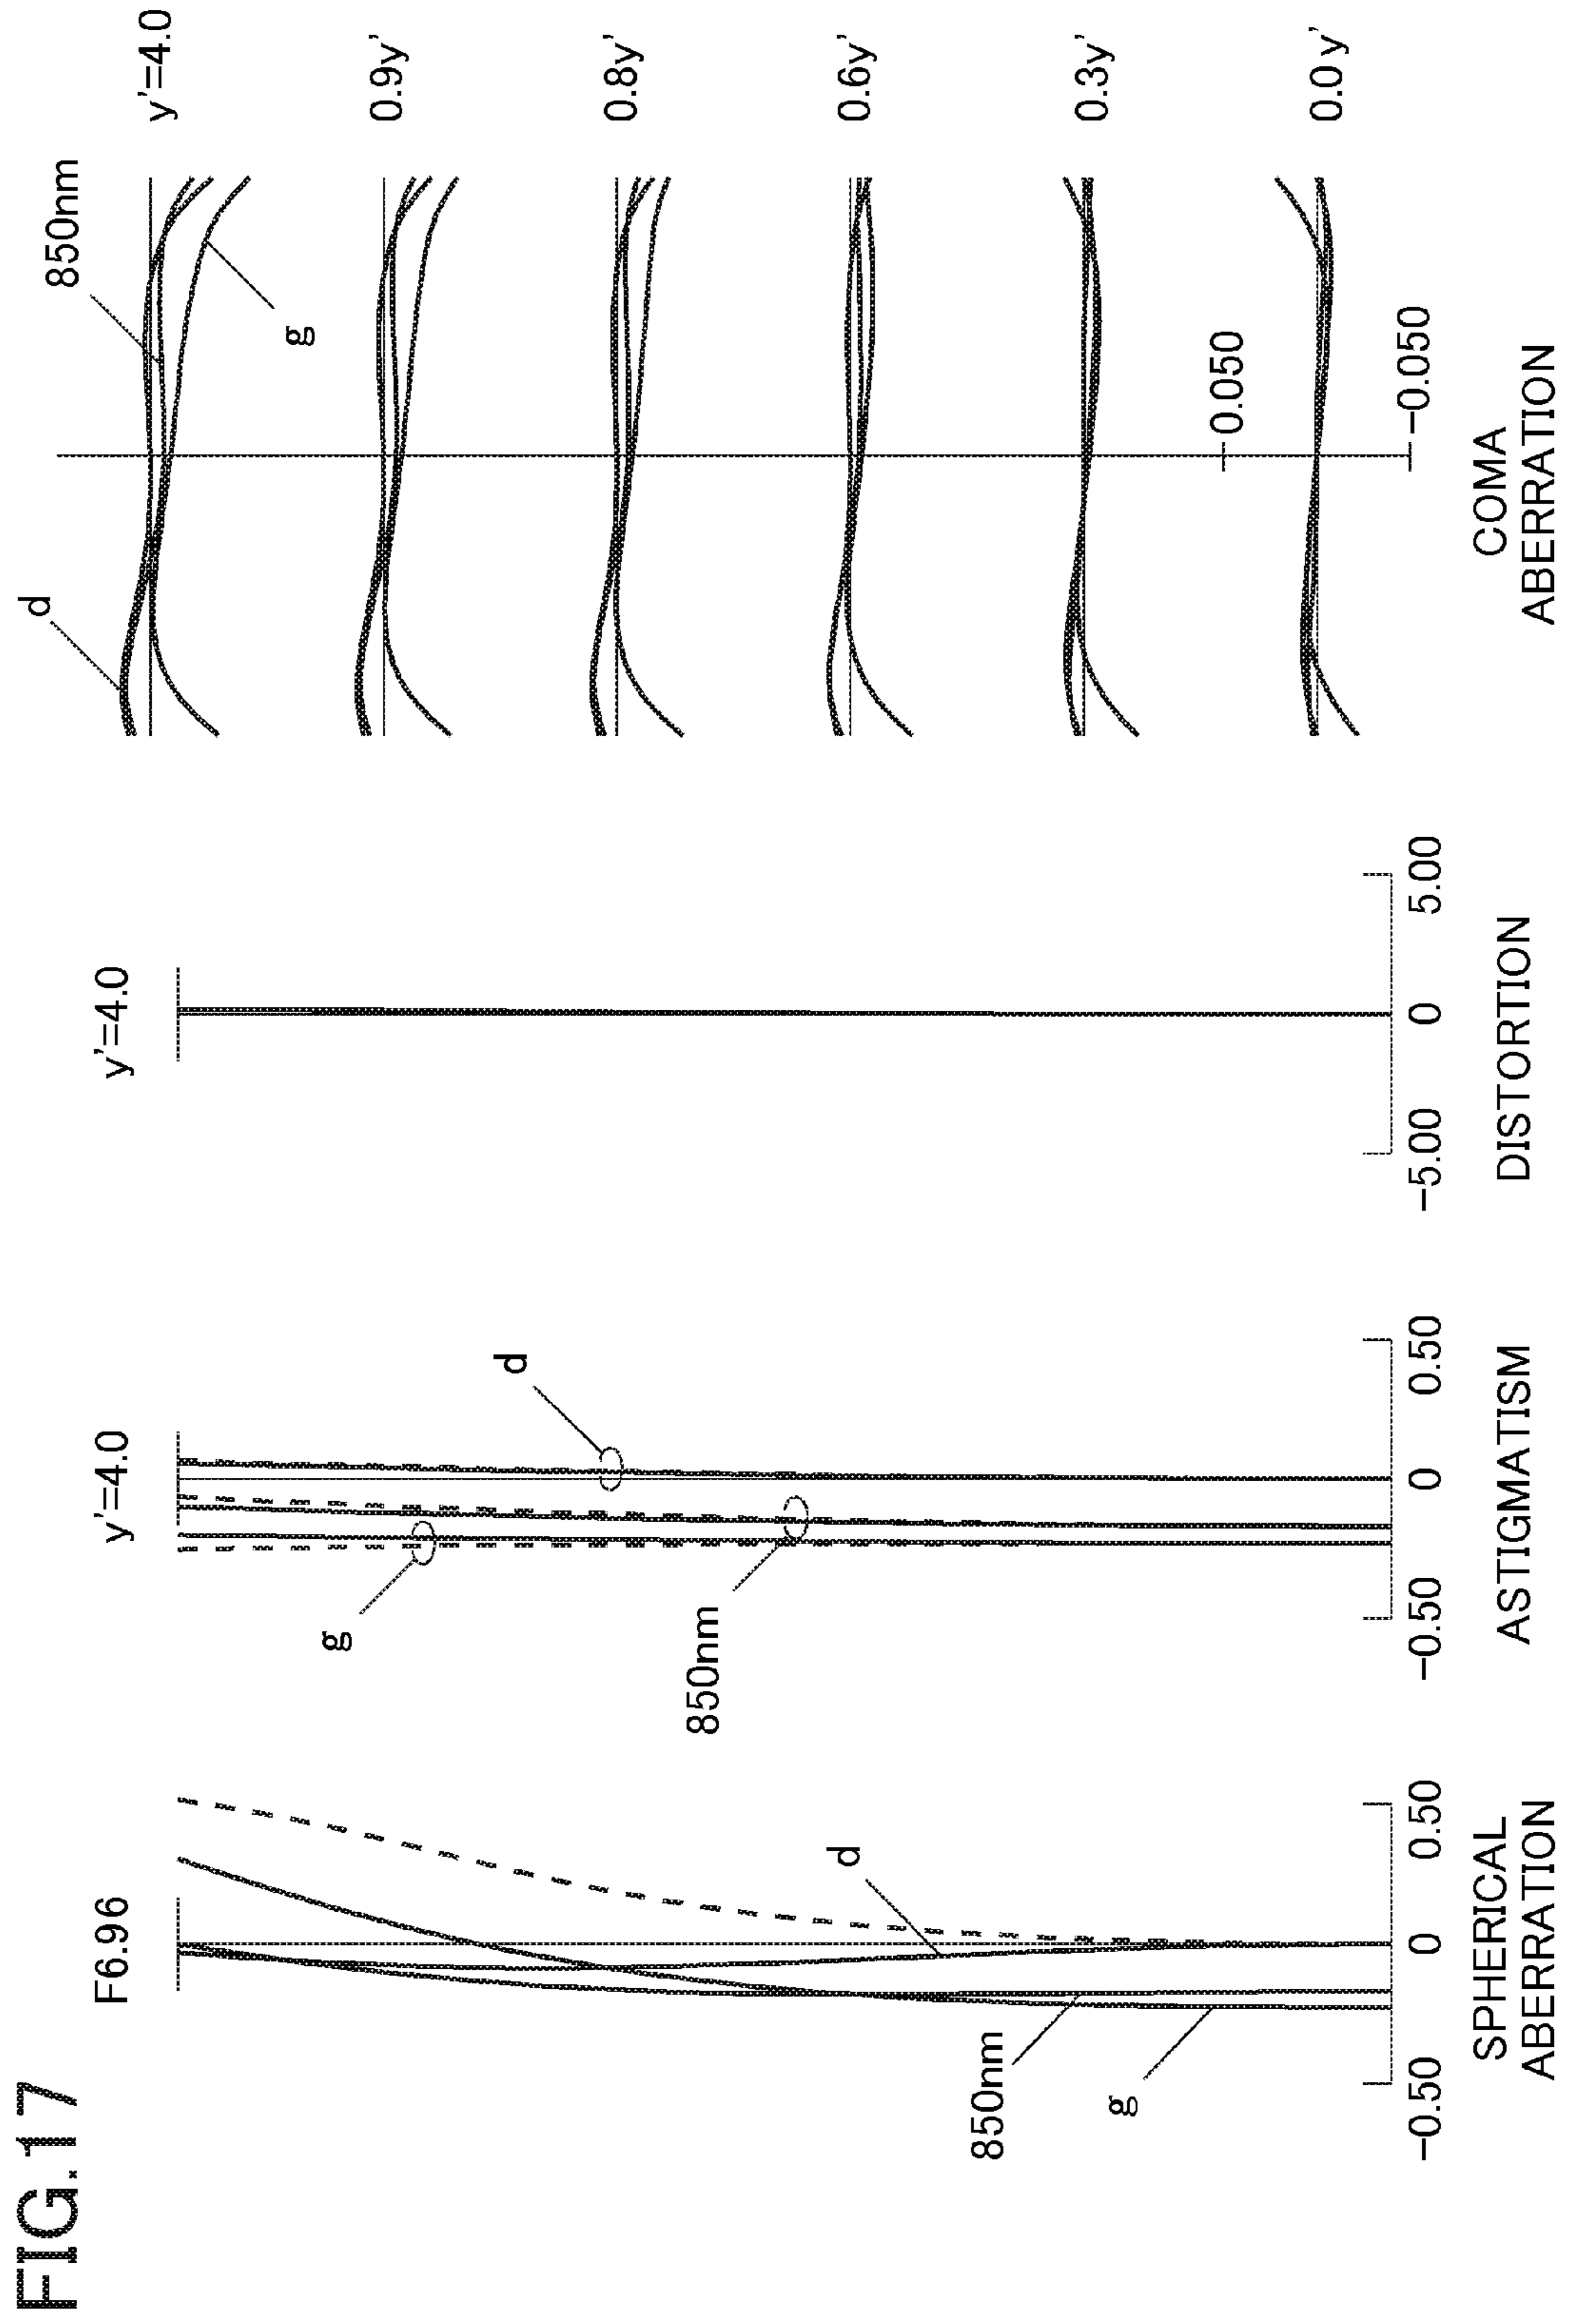 FIG.17
F6.96
d
850nm
g
−0.50
0
0.50
SPHERICAL
ABERRATION
y'=4.0
g
d
850nm
−0.50
0
0.50
ASTIGMATISM
y'=4.0
−5.00
0
5.00
DISTORTION
d
850nm
g
y'=4.0
0.9y'
0.8y'
0.6y'
0.3y'
0.0 y'
0.050
−0.050
COMA
ABERRATION